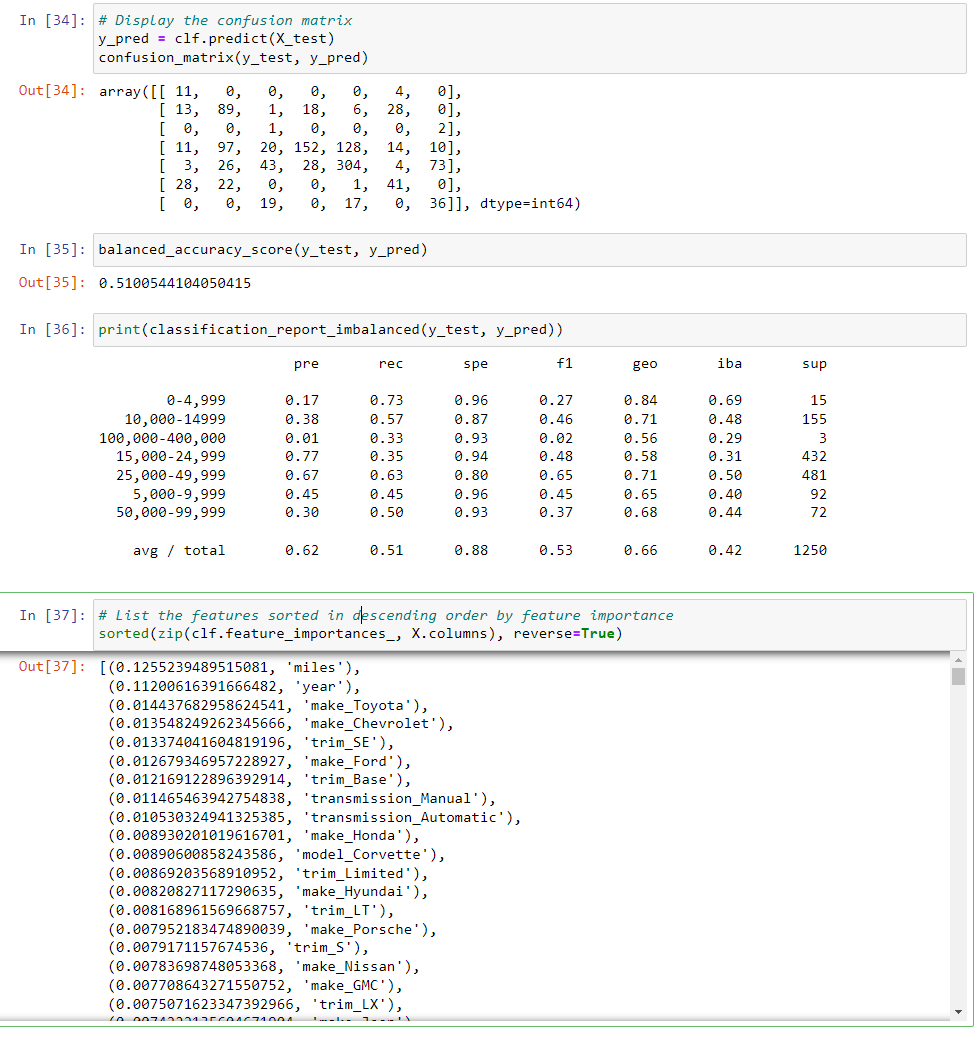 In [34]: # Display the confusion matrix
y_pred = clf.predict(X_test)
confusion_matrix(y_test, y_pred)
Out[34]: array([[ 11,   0,   0,   0,   0,   4,   0],
[ 13,  89,   1,  18,   6,  28,   0],
[  0,   0,   1,   0,   0,   0,   2],
[ 11,  97,  20, 152, 128,  14,  10],
[  3,  26,  43,  28, 304,   4,  73],
[ 28,  22,   0,   0,   1,  41,   0],
[  0,   0,  19,   0,  17,   0,  36]], dtype=int64)
In [35]: balanced_accuracy_score(y_test, y_pred)
Out[35]: 0.5100544104050415
In [36]: print(classification_report_imbalanced(y_test, y_pred))
pre rec spe f1 geo iba sup
0-4,999 0.17 0.73 0.96 0.27 0.84 0.69 15
10,000-14999 0.38 0.57 0.87 0.46 0.71 0.48 155
100,000-400,000 0.01 0.33 0.93 0.02 0.56 0.29 3
15,000-24,999 0.77 0.35 0.94 0.48 0.58 0.31 432
25,000-49,999 0.67 0.63 0.80 0.65 0.71 0.50 481
5,000-9,999 0.45 0.45 0.96 0.45 0.65 0.40 92
50,000-99,999 0.30 0.50 0.93 0.37 0.68 0.44 72
avg / total 0.62 0.51 0.88 0.53 0.66 0.42 1250
In [37]: # List the features sorted in descending order by feature importance
sorted(zip(clf.feature_importances_, X.columns), reverse=True)
Out[37]: [(0.1255239489515081, 'miles'),
(0.11200616391666482, 'year'),
(0.014437682958624541, 'make_Toyota'),
(0.013548249262345666, 'make_Chevrolet'),
(0.013374041604819196, 'trim_SE'),
(0.012679346957228927, 'make_Ford'),
(0.012169122896392914, 'trim_Base'),
(0.011465463942754838, 'transmission_Manual'),
(0.010530324941325385, 'transmission_Automatic'),
(0.008930201019616701, 'make_Honda'),
(0.00890600858243586, 'model_Corvette'),
(0.00869203568910952, 'trim_Limited'),
(0.00820827117290635, 'make_Hyundai'),
(0.008168961569668757, 'trim_LT'),
(0.007952183474890039, 'make_Porsche'),
(0.0079171157674536, 'trim_S'),
(0.00783698748053368, 'make_Nissan'),
(0.007708643271550752, 'make_GMC'),
(0.0075071623347392966, 'trim_LX'),